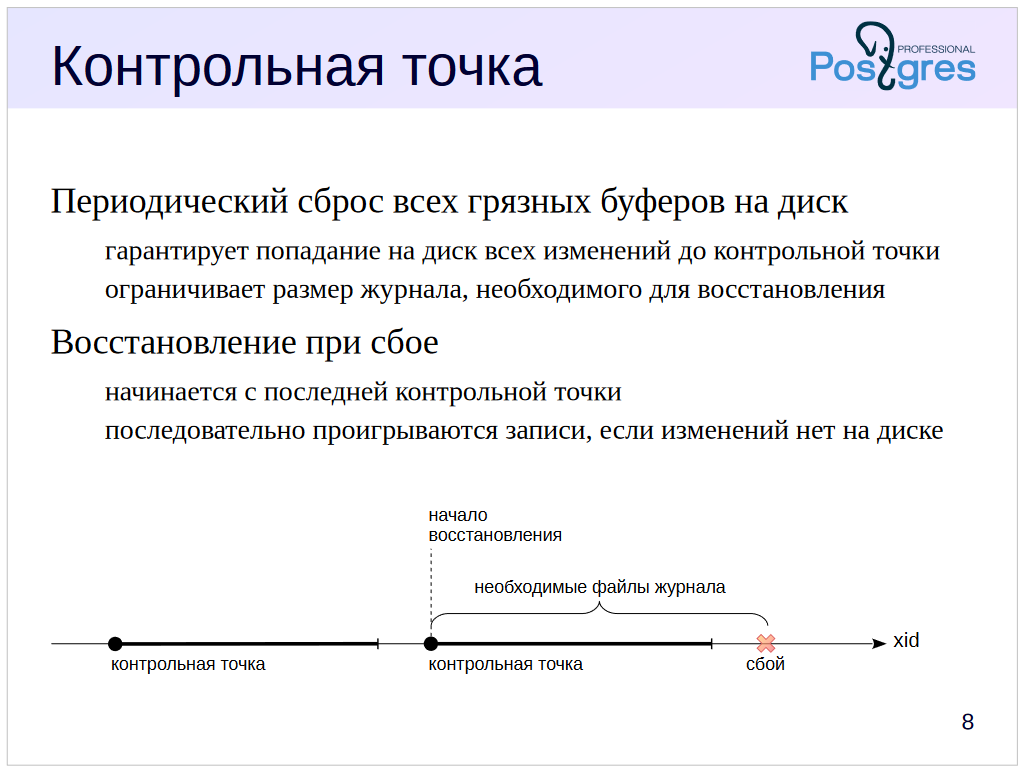 Контрольная точка
PROFESSIONAL
Postgres
Периодический сброс всех грязных буферов на диск
гарантирует попадание на диск всех изменений до контрольной точки
ограничивает размер журнала, необходимого для восстановления
Восстановление при сбое
начинается с последней контрольной точки
последовательно проигрываются записи, если изменений нет на диске
начало
восстановления
необходимые файлы журнала
xid
контрольная точка
контрольная точка
сбой
8